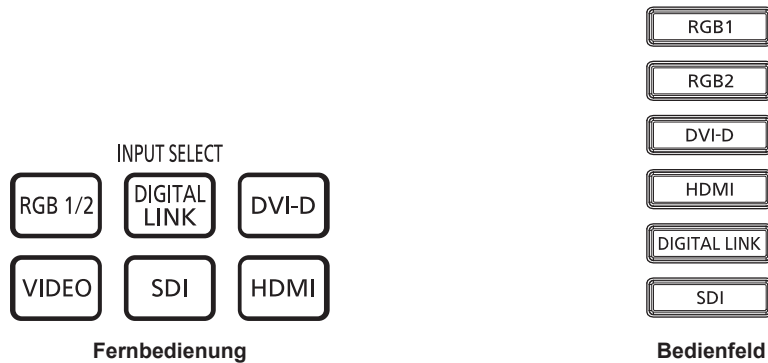 INPUT SELECT
RGB 1/2
DIGITAL
LINK
DVI-D
VIDEO
SDI
HDMI
Fernbedienung
RGB1
RGB2
DVI-D
HDMI
DIGITAL LINK
SDI
Bedienfeld